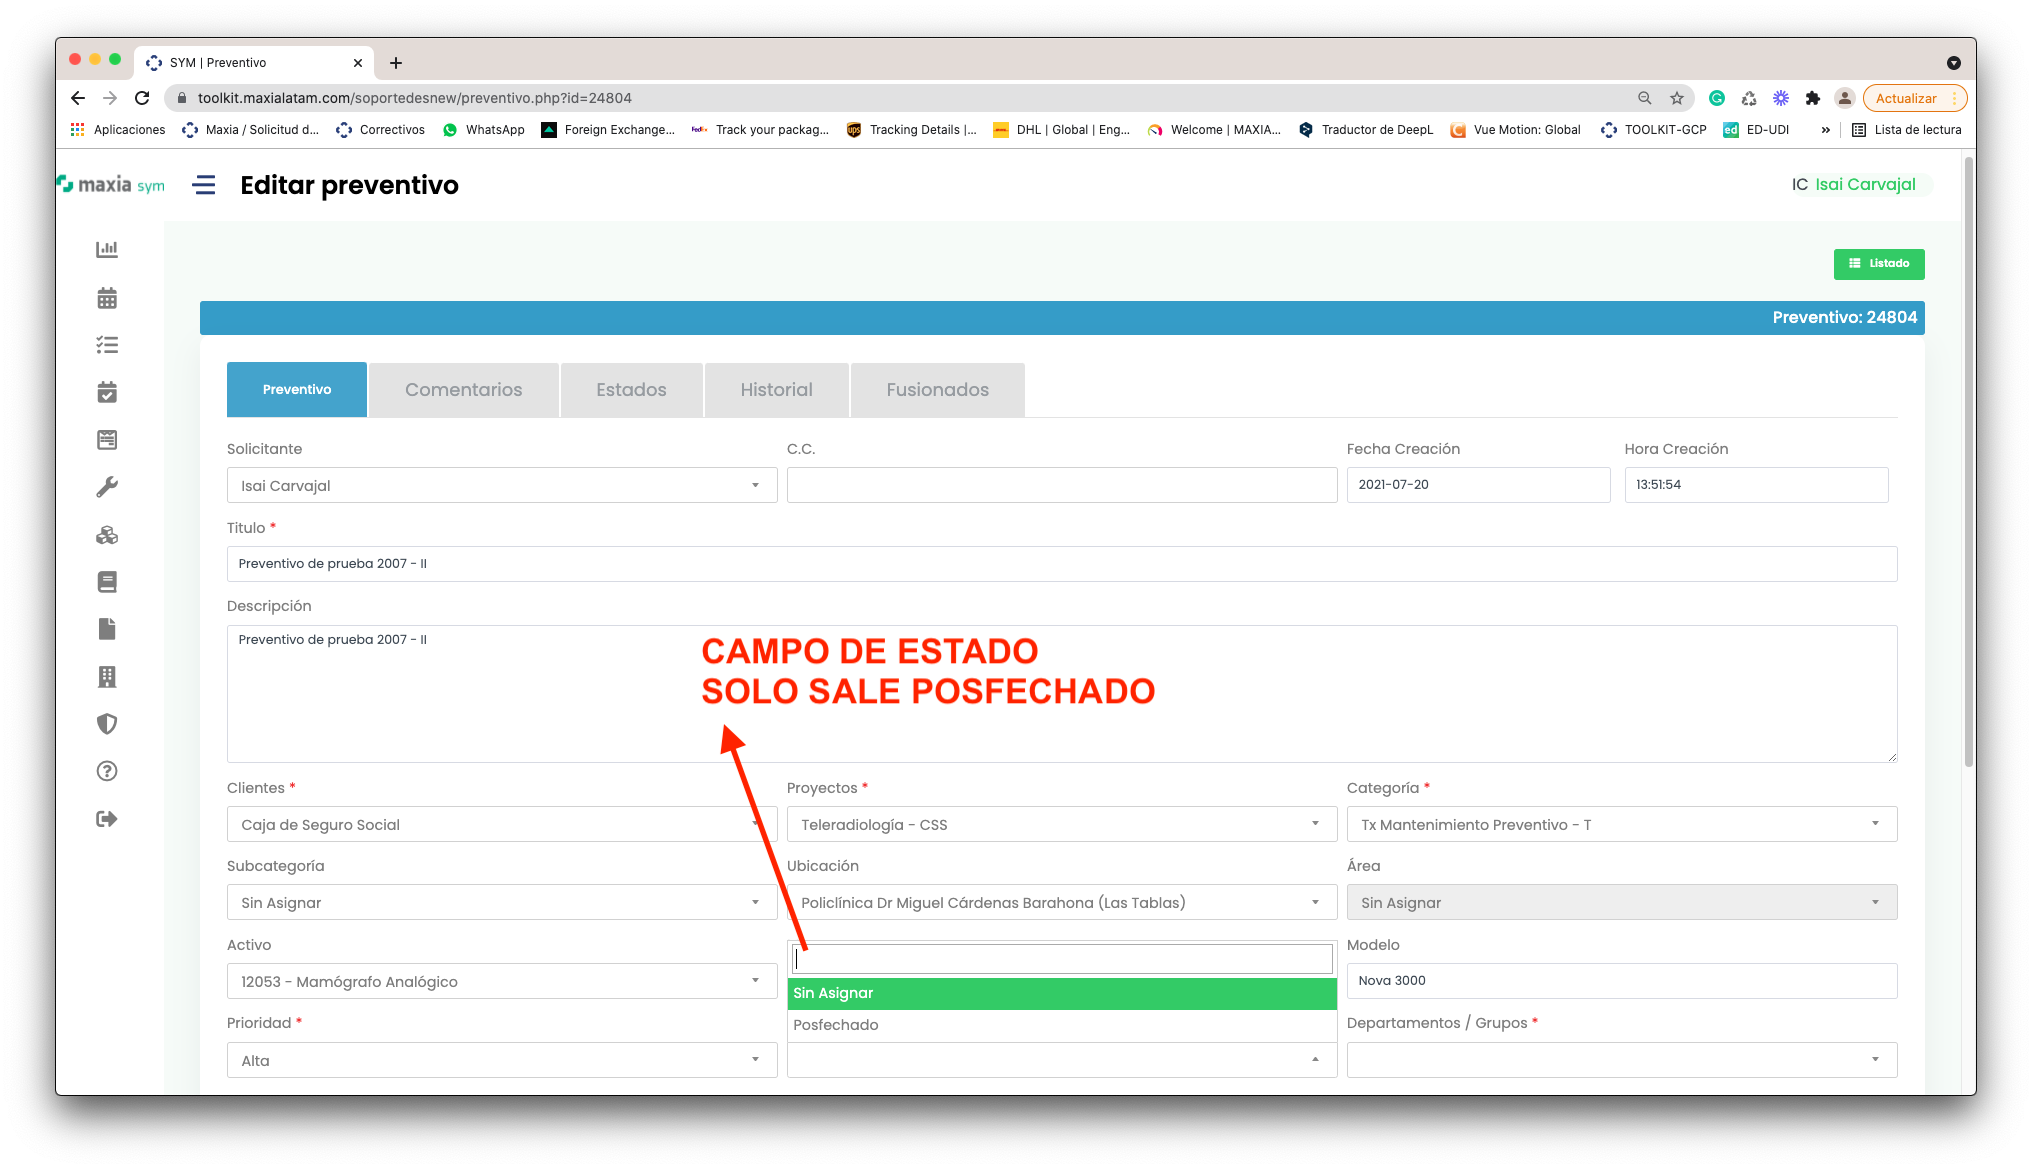 SYM | Preventivo
toolkit.maxialatam.com/soportedesnew/preventivo.php?id=24804
Actualizar
Aplicaciones
Maxia / Solicitud d...
Correctivos
WhatsApp
Foreign Exchange...
FedEx
Track your packag...
ups
Tracking Details |...
DHL | Global | Eng...
Welcome | MAXIA...
Traductor de DeepL
Vue Motion: Global
TOOLKIT-GCP
ed
ED-UDI
»
Lista de lectura
maxia sym
Editar preventivo
IC Isai Carvajal
Listado
Preventivo: 24804
Preventivo
Comentarios
Estados
Historial
Fusionados
Solicitante
C.C.
Fecha Creación
Hora Creación
Isai Carvajal
2021-07-20
13:51:54
Titulo *
Preventivo de prueba 2007 - II
Descripción
Preventivo de prueba 2007 - II
CAMPO DE ESTADO
SOLO SALE POSFECHADO
Clientes *
Proyectos *
Categoría *
Caja de Seguro Social
Teleradiología - CSS
Tx Mantenimiento Preventivo - T
Subcategoría
Ubicación
Área
Sin Asignar
Policlínica Dr Miguel Cárdenas Barahona (Las Tablas)
Sin Asignar
Activo
Modelo
12053 - Mamógrafo Analógico
Nova 3000
Sin Asignar
Posfechado
Prioridad *
Departamentos / Grupos *
Alta